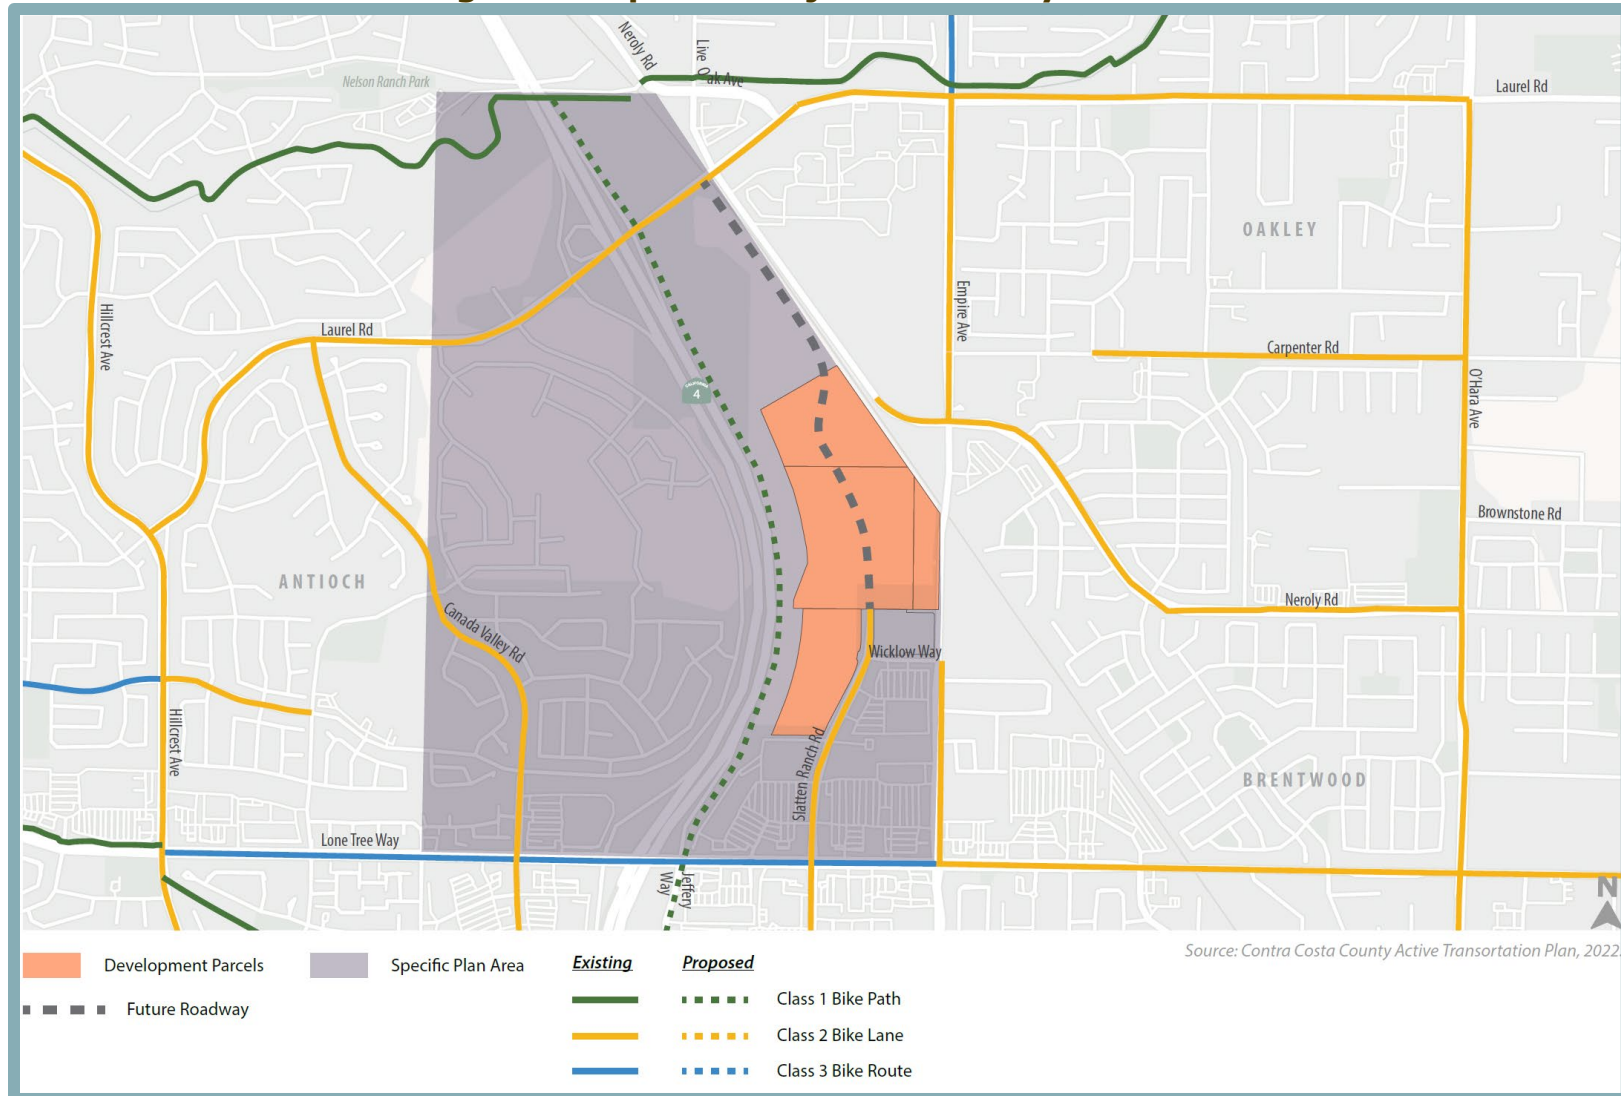 Neroly Rd
Live Oak Ave
Nelson Ranch Park
Laurel Rd
OAKLEY
Hillcrest Ave
Laurel Rd
Empire Ave
Carpenter Rd
CALIFORNIA
4
O'Hara Ave
Brownstone Rd
ANTIOCH
Neroly Rd
Canada Valley Rd
Wicklow Way
Hillcrest Ave
Slatten Ranch Rd
BRENTWOOD
Lone Tree Way
Jeffery
Way
N
Source: Contra Costa County Active Transortation Plan, 2022.
Development Parcels
Specific Plan Area
Existing
Proposed
Future Roadway
Class 1 Bike Path
Class 2 Bike Lane
Class 3 Bike Route